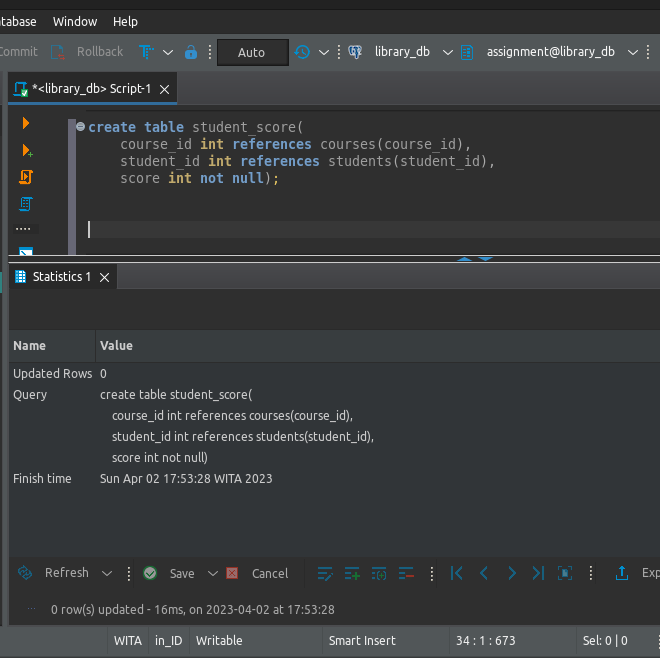 atabase Window Help
Commit Rollback Auto library_db assignment@library_db
*<library_db> Script-1
create table student_score(
course_id int references courses(course_id),
student_id int references students(student_id),
score int not null);
Statistics 1
Name Value
Updated Rows 0
Query create table student_score(
course_id int references courses(course_id),
student_id int references students(student_id),
score int not null)
Finish time Sun Apr 02 17:53:28 WITA 2023
Refresh Save Cancel Exp
0 row(s) updated - 16ms, on 2023-04-02 at 17:53:28
WITA in_ID Writable Smart Insert 34 : 1 : 673 Sel: 0 | 0